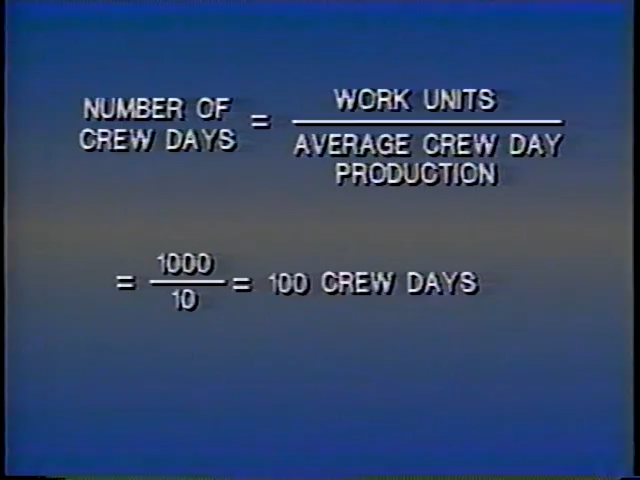 NUMBER OF
CREW DAYS
=
WORK UNITS
AVERAGE CREW DAY
PRODUCTION
= 1000
10
= 100 CREW DAYS